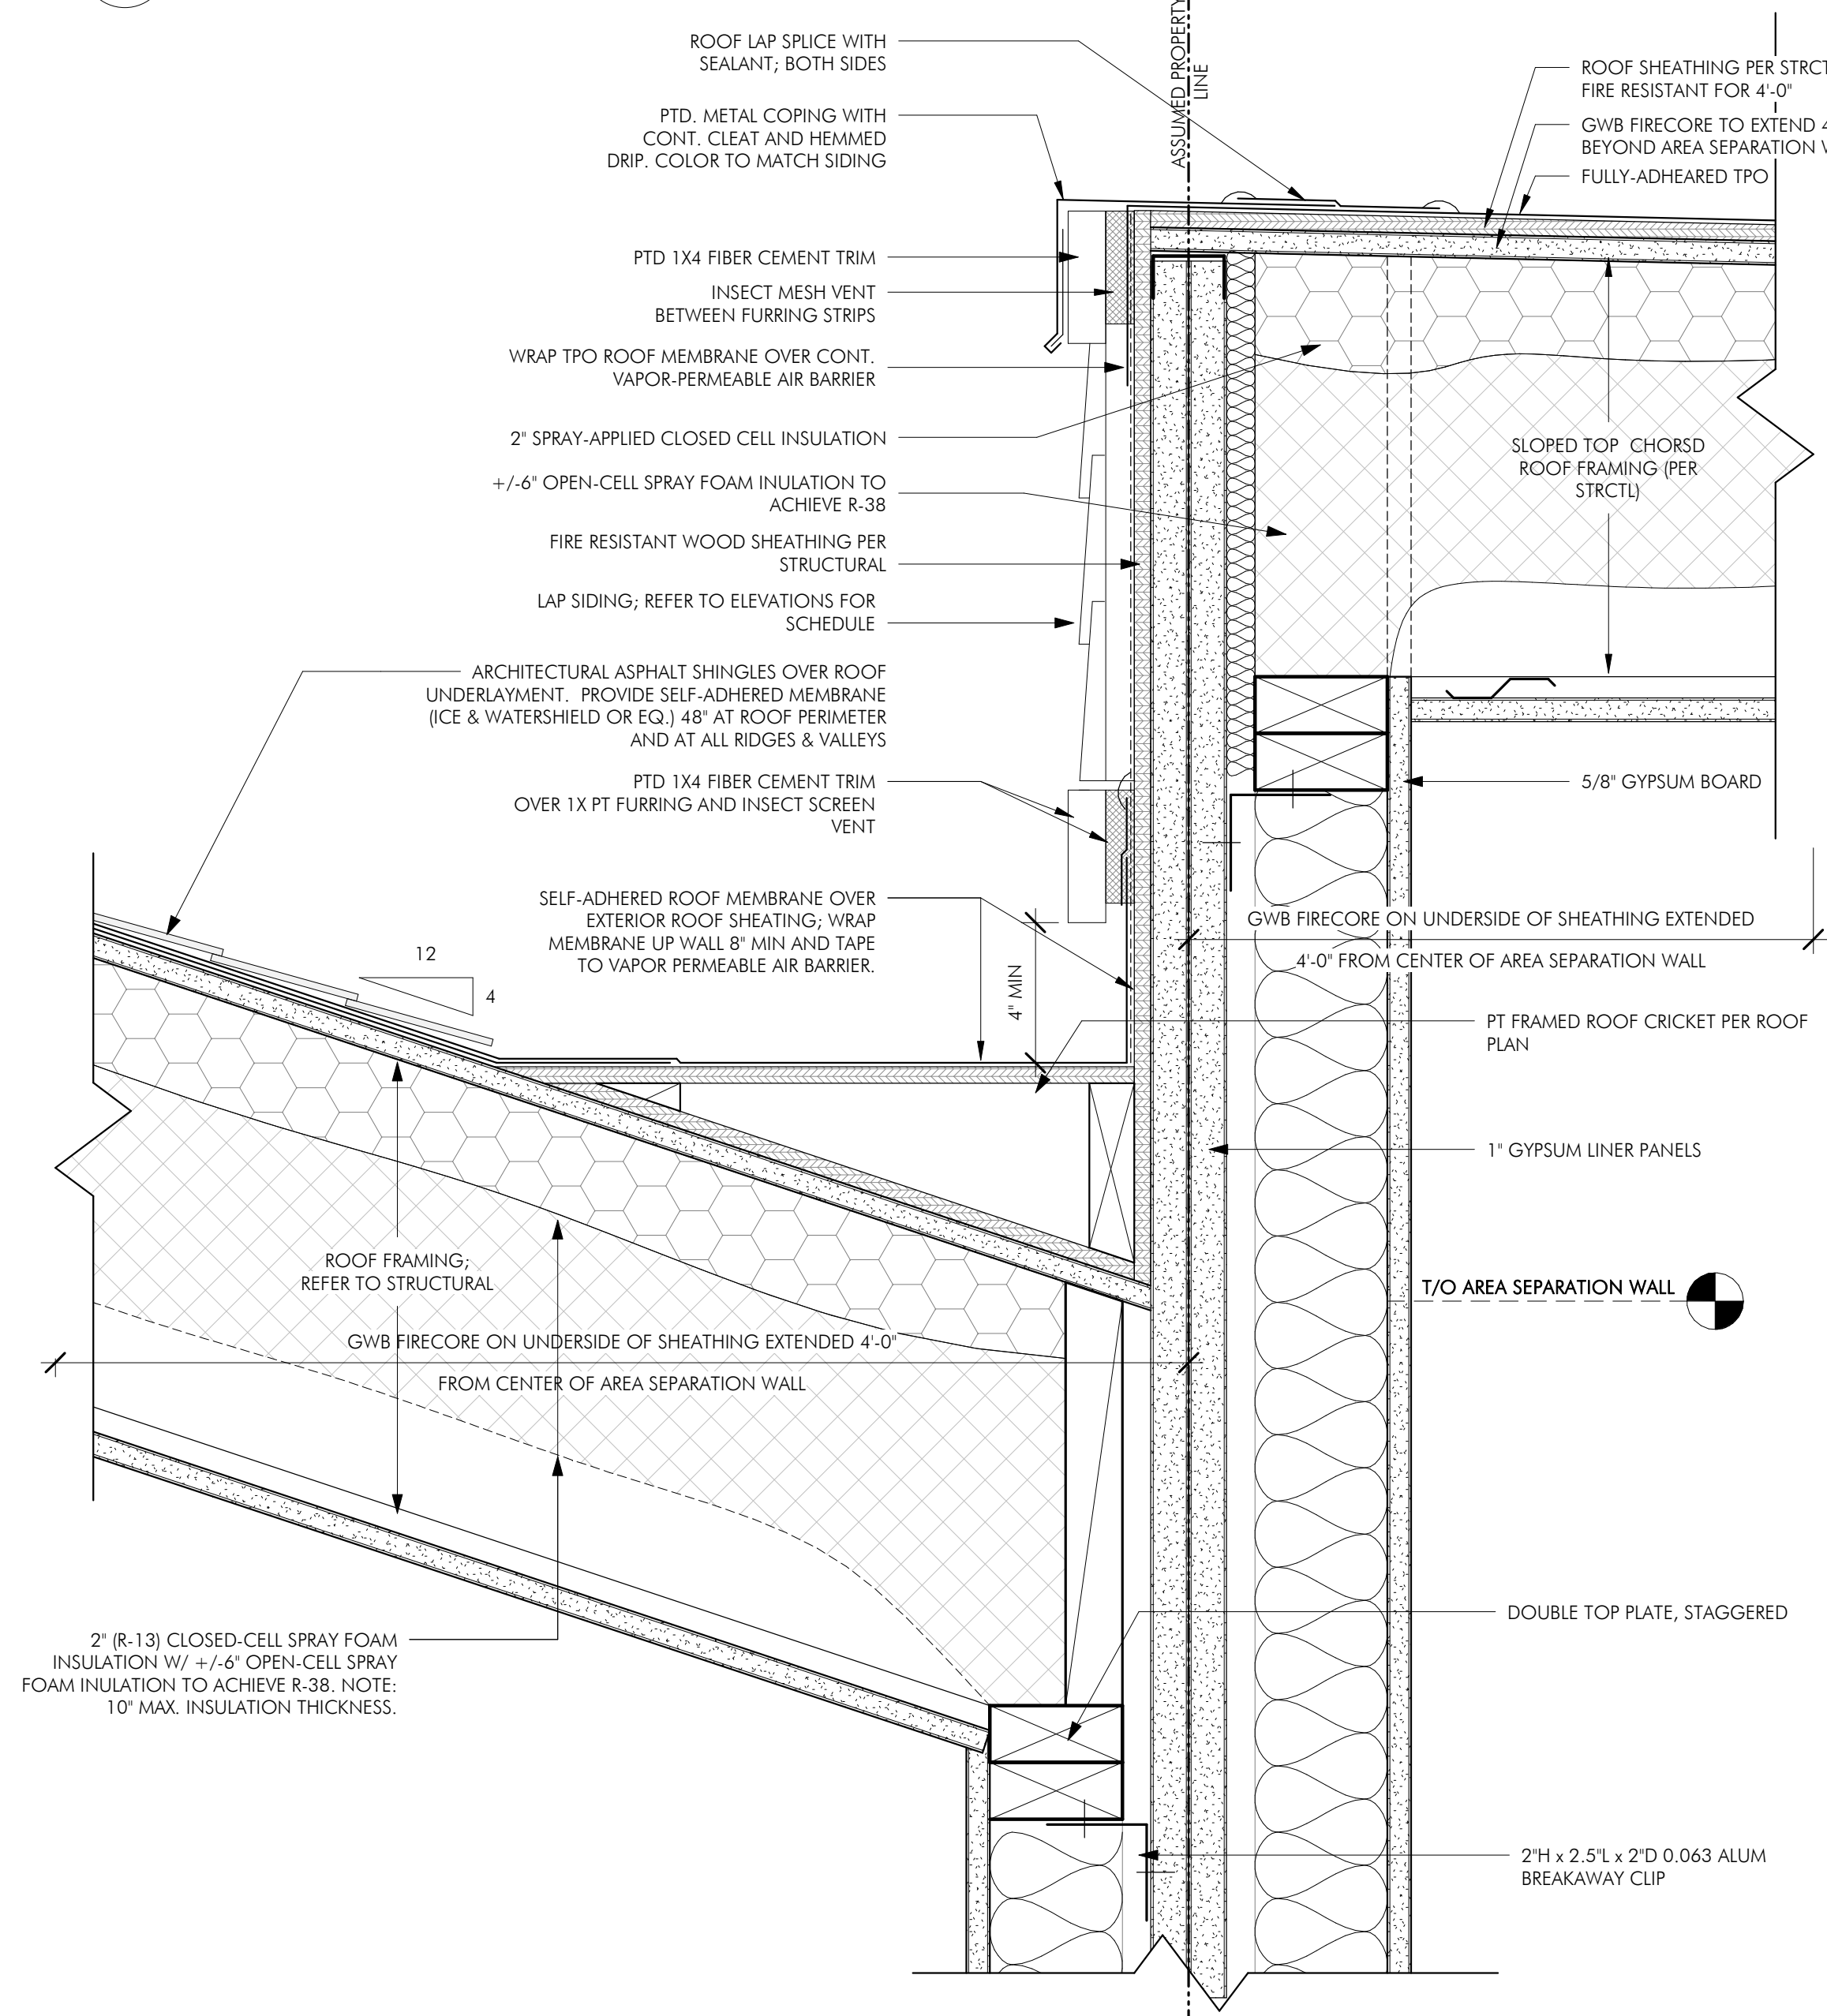 ROOF LAP SPLICE WITH
SEALANT; BOTH SIDES
PTD. METAL COPING WITH
CONT. CLEAT AND HEMMED
DRIP. COLOR TO MATCH SIDING
PTD 1X4 FIBER CEMENT TRIM
INSECT MESH VENT
BETWEEN FURRING STRIPS
WRAP TPO ROOF MEMBRANE OVER CONT.
VAPOR-PERMEABLE AIR BARRIER
2" SPRAY-APPLIED CLOSED CELL INSULATION
+/-6" OPEN-CELL SPRAY FOAM INULATION TO
ACHIEVE R-38
FIRE RESISTANT WOOD SHEATHING PER
STRUCTURAL
LAP SIDING; REFER TO ELEVATIONS FOR
SCHEDULE
ARCHITECTURAL ASPHALT SHINGLES OVER ROOF
UNDERLAYMENT. PROVIDE SELF-ADHERED MEMBRANE
(ICE & WATERSHIELD OR EQ.) 48" AT ROOF PERIMETER
AND AT ALL RIDGES & VALLEYS
PTD 1X4 FIBER CEMENT TRIM
OVER 1X PT FURRING AND INSECT SCREEN
VENT
SELF-ADHERED ROOF MEMBRANE OVER
EXTERIOR ROOF SHEATING; WRAP
MEMBRANE UP WALL 8" MIN AND TAPE
TO VAPOR PERMEABLE AIR BARRIER.
12
4
4" MIN
ASSUMED PROPERTY
LINE
ROOF SHEATHING PER STRCT
FIRE RESISTANT FOR 4'-0"
GWB FIRECORE TO EXTEND 4
BEYOND AREA SEPARATION
FULLY-ADHEARED TPO
SLOPED TOP CHORSD
ROOF FRAMING (PER
STRCTL)
5/8" GYPSUM BOARD
GWB FIRECORE ON UNDERSIDE OF SHEATHING EXTENDED
4'-0" FROM CENTER OF AREA SEPARATION WALL
PT FRAMED ROOF CRICKET PER ROOF
PLAN
1" GYPSUM LINER PANELS
T/O AREA SEPARATION WALL
ROOF FRAMING;
REFER TO STRUCTURAL
GWB FIRECORE ON UNDERSIDE OF SHEATHING EXTENDED 4'-0"
FROM CENTER OF AREA SEPARATION WALL
DOUBLE TOP PLATE, STAGGERED
2" (R-13) CLOSED-CELL SPRAY FOAM
INSULATION W/ +/-6" OPEN-CELL SPRAY
FOAM INULATION TO ACHIEVE R-38. NOTE:
10" MAX. INSULATION THICKNESS.
2"H x 2.5"L x 2"D 0.063 ALUM
BREAKAWAY CLIP